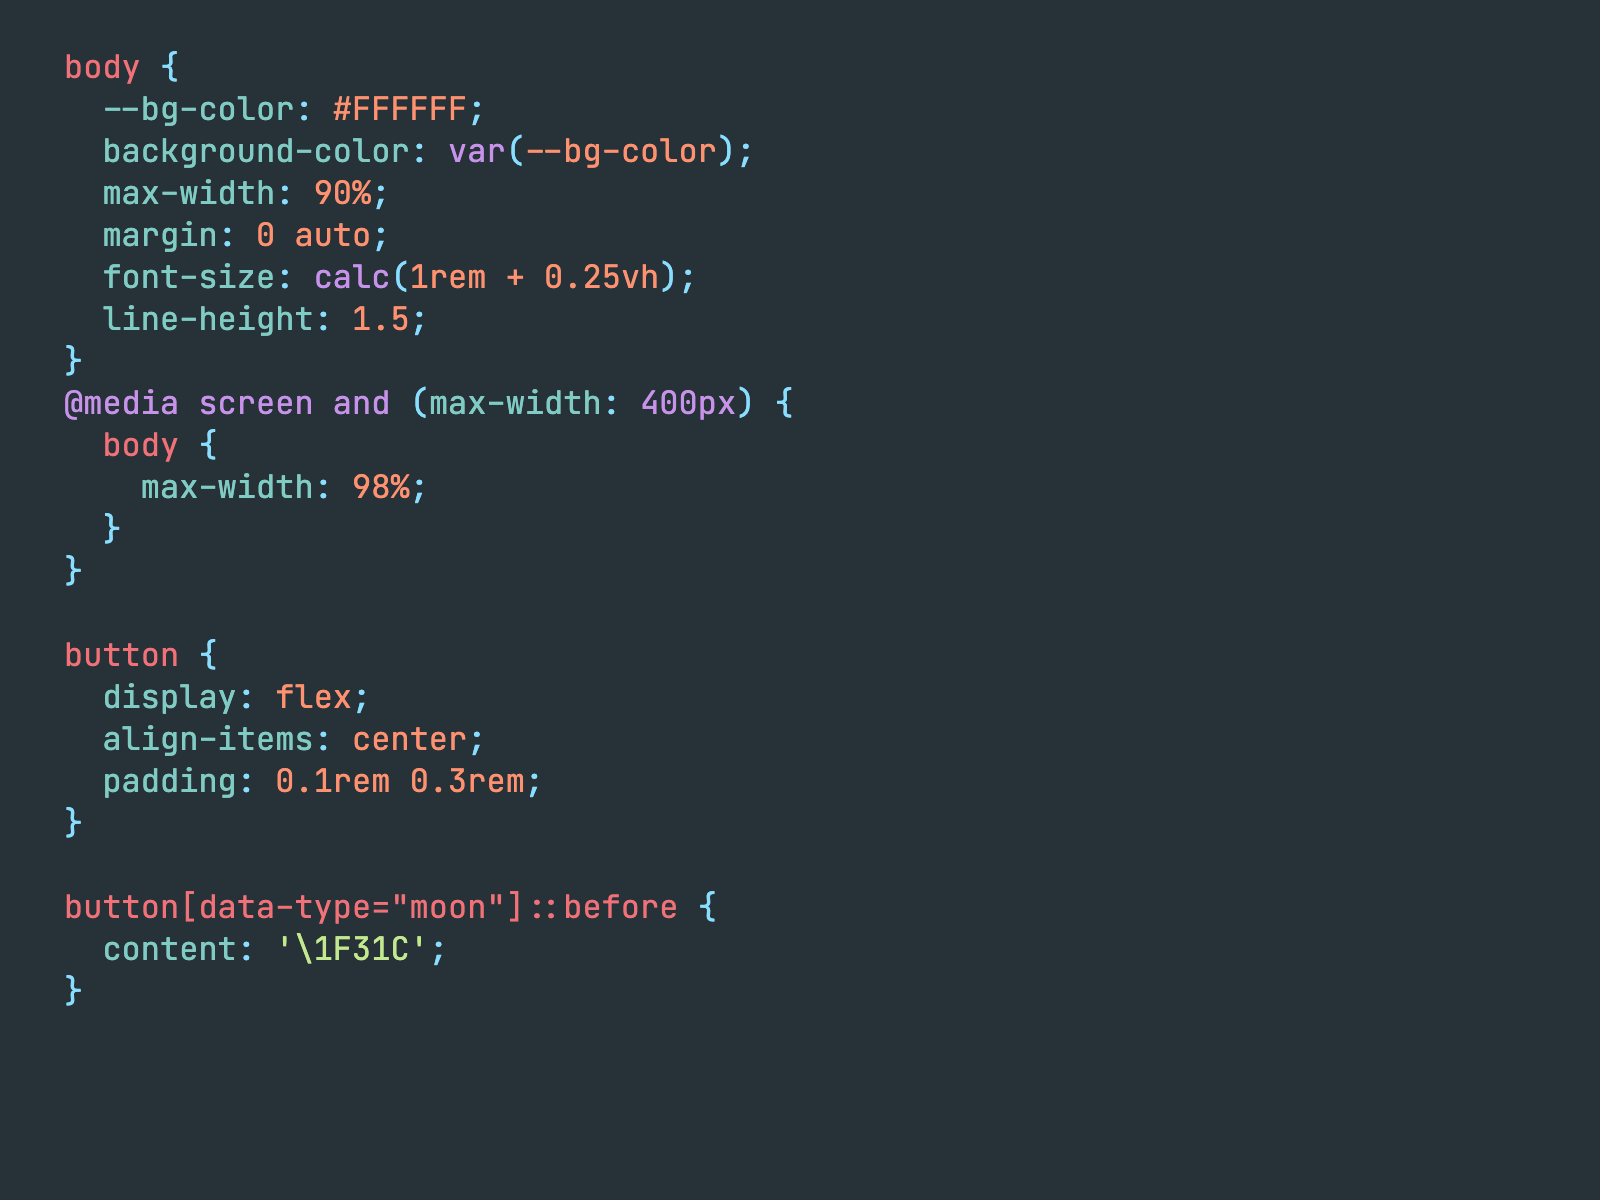 body {
  --bg-color: #FFFFFF;
  background-color: var(--bg-color);
  max-width: 90%;
  margin: 0 auto;
  font-size: calc(1rem + 0.25vh);
  line-height: 1.5;
}
@media screen and (max-width: 400px) {
  body {
    max-width: 98%;
  }
}

button {
  display: flex;
  align-items: center;
  padding: 0.1rem 0.3rem;
}

button[data-type="moon"]::before {
  content: '\1F31C';
}